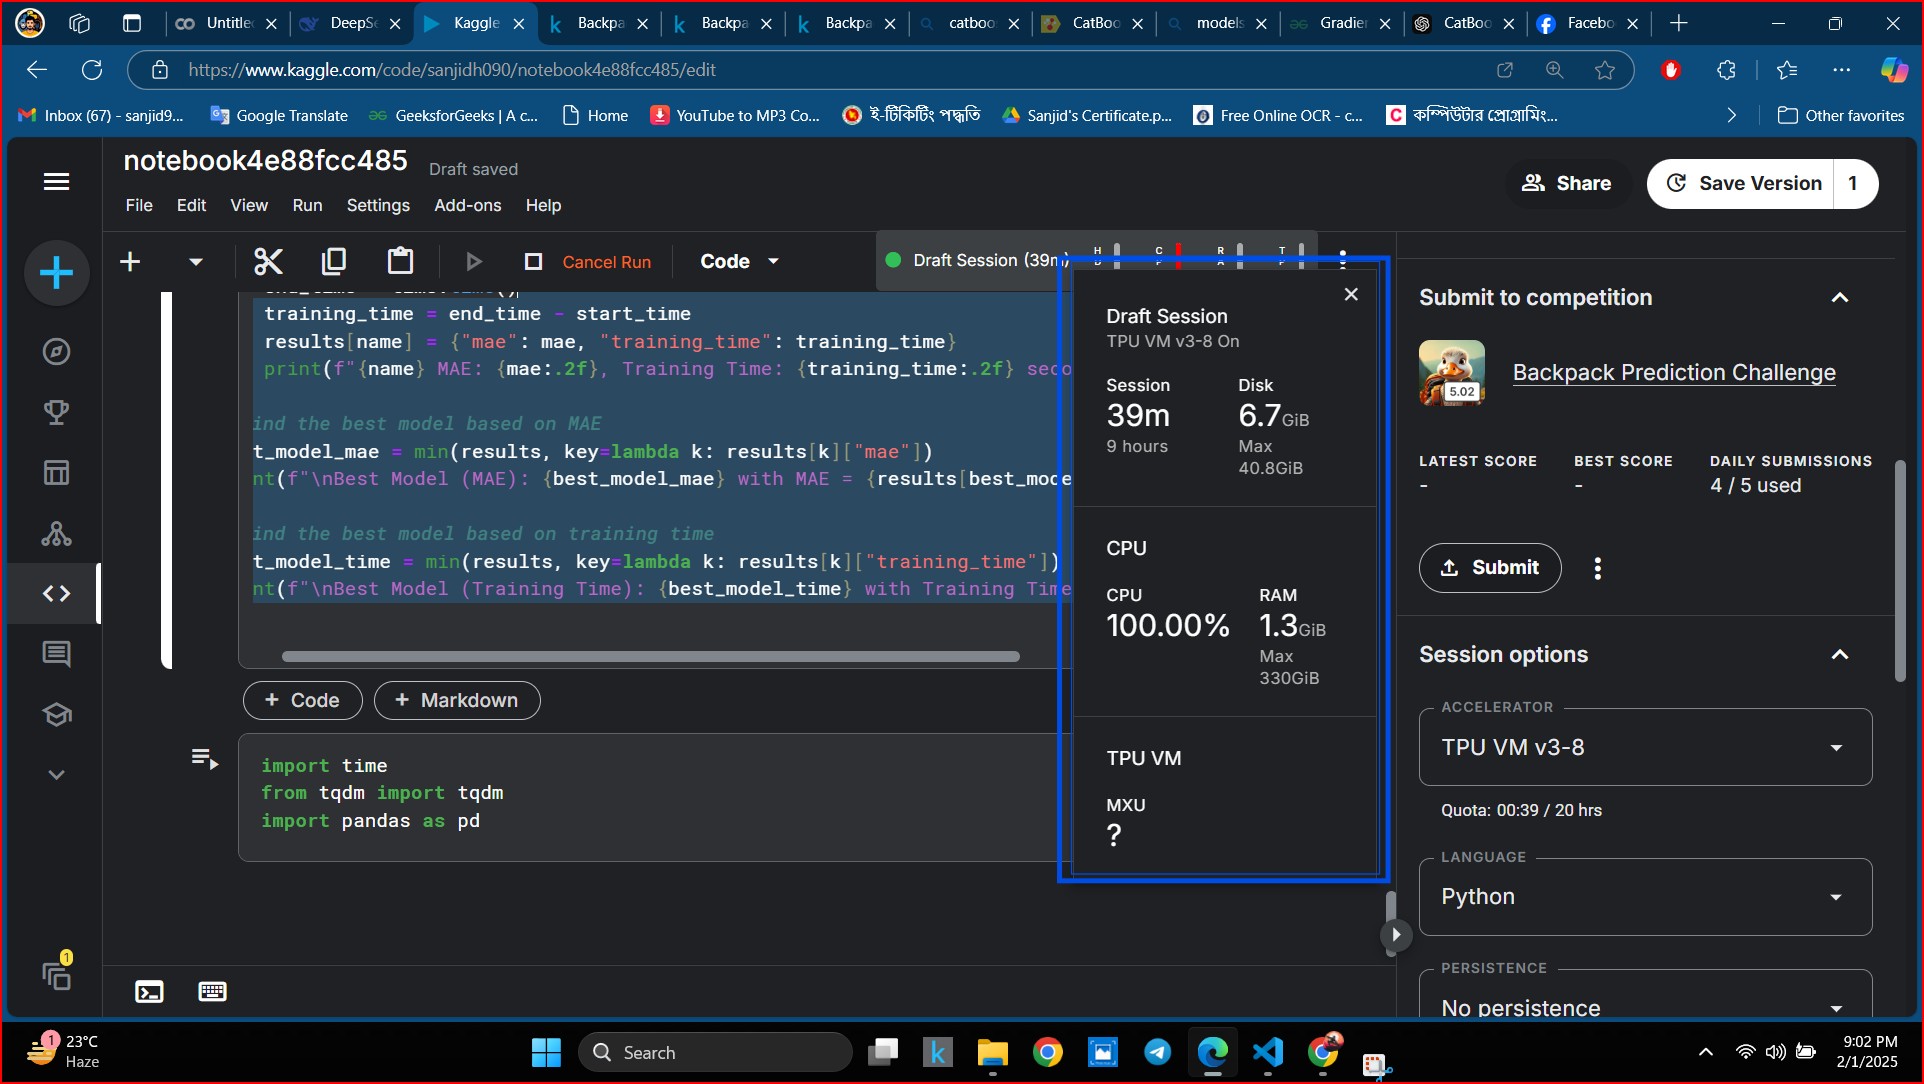 Untitle
DeepSe
Kaggle
Backpa
Backpa
Backpa
catboo
CatBoo
models
Gradier
CatBoo
Facebo
https://www.kaggle.com/code/sanjidh090/notebook4e88fcc485/edit
Inbox (67) - sanjid9...
Google Translate
GeeksforGeeks | A c...
Home
YouTube to MP3 Co...
ই-টিকিটিং পদ্ধতি
Sanjid's Certificate.p...
Free Online OCR - c...
কম্পিউটার প্রোগ্রামিং...
Other favorites
notebook4e88fcc485
Draft saved
File
Edit
View
Run
Settings
Add-ons
Help
Share
Save Version
1
Cancel Run
Code
Draft Session (39m)
training_time = end_time - start_time
results[name] = {"mae": mae, "training_time": training_time}
print(f"{name} MAE: {mae:.2f}, Training Time: {training_time:.2f} seco
ind the best model based on MAE
t_model_mae = min(results, key=lambda k: results[k]["mae"])
nt(f"\nBest Model (MAE): {best_model_mae} with MAE = {results[best_mode
ind the best model based on training time
t_model_time = min(results, key=lambda k: results[k]["training_time"])
nt(f"\nBest Model (Training Time): {best_model_time} with Training Time
+ Code
+ Markdown
import time
from tqdm import tqdm
import pandas as pd
Draft Session
TPU VM v3-8 On
Session
39m
9 hours
Disk
6.7GiB
Max
40.8GiB
CPU
CPU
100.00%
RAM
1.3GiB
Max
330GiB
TPU VM
MXU
?
Submit to competition
5.02
Backpack Prediction Challenge
LATEST SCORE
-
BEST SCORE
-
DAILY SUBMISSIONS
4 / 5 used
Submit
Session options
ACCELERATOR
TPU VM v3-8
Quota: 00:39 / 20 hrs
LANGUAGE
Python
PERSISTENCE
No persistence
1
1
23°C
Haze
Search
9:02 PM
2/1/2025